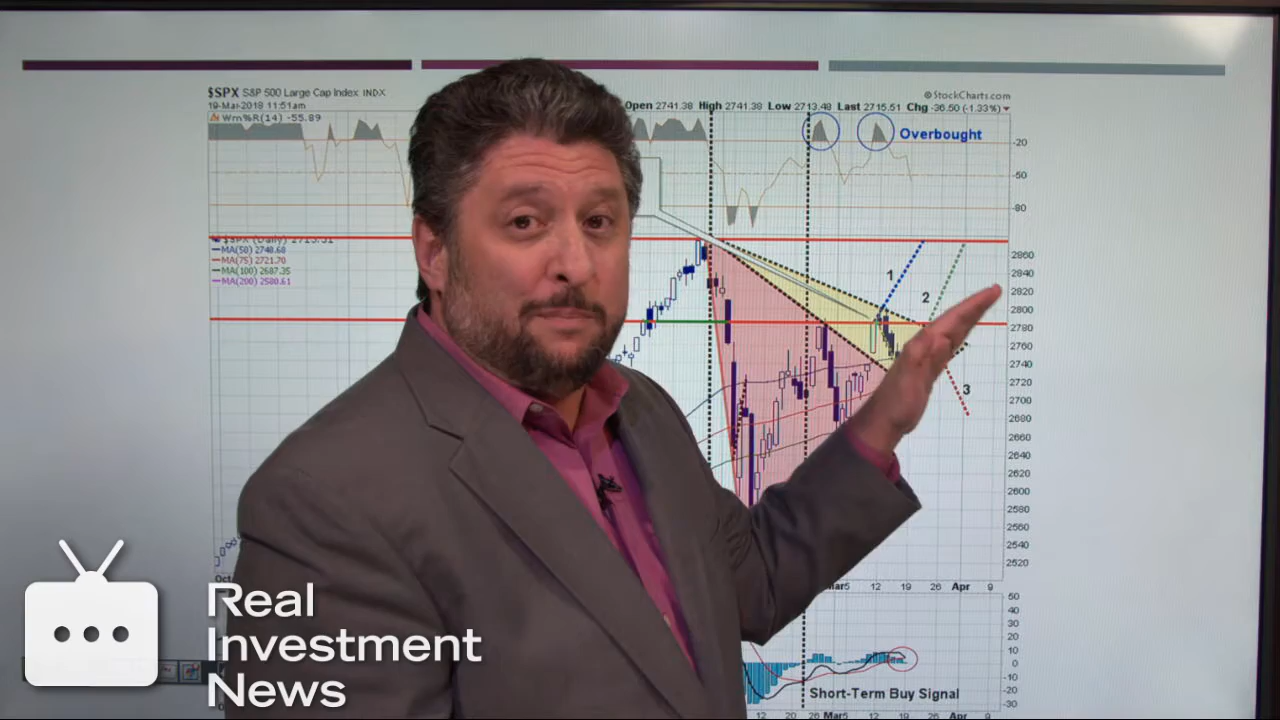 $SPX S&P 500 Large Cap Index INDX
© StockCharts.com
19-Mar-2018 11:51am
Open 2741.38 High 2741.38 Low 2713.48 Last 2715.51 Chg -36.50 (-1.33%)
Wm%R(14) -55.89
Overbought
-20
-50
-80
$SPX (Daily) 2715.51
MA(50) 2748.68
MA(75) 2721.70
MA(100) 2687.35
MA(200) 2580.61
1
2
3
2860
2840
2820
2800
2780
2760
2740
2720
2700
2680
2660
2640
2620
2600
2580
2560
2540
2520
Mar5 12 19 26 Apr 9
50
40
30
20
10
0
-10
-20
-30
Short-Term Buy Signal
12 20 26 Mar5 12 19 26 Apr 9
Real
Investment
News